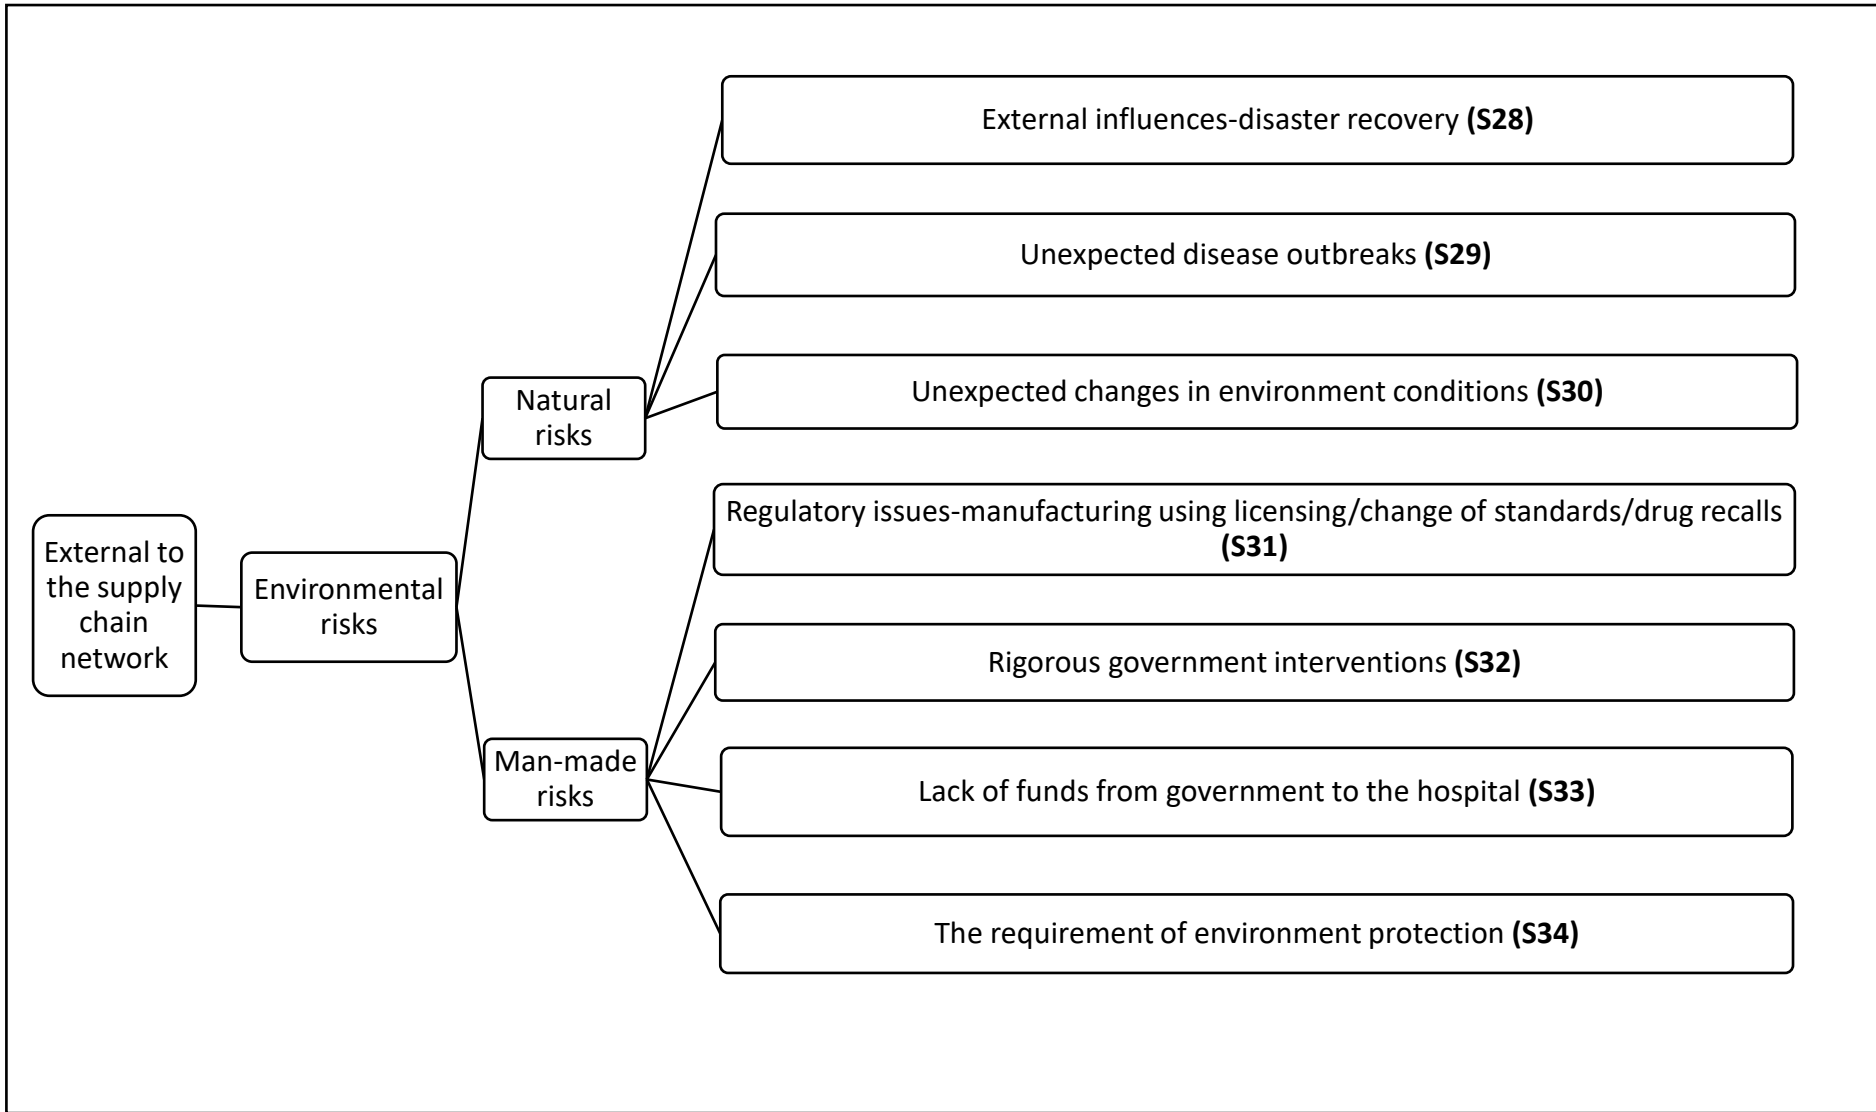 External influences-disaster recovery (S28)
Unexpected disease outbreaks (S29)
Unexpected changes in environment conditions (S30)
Natural
risks
Regulatory issues-manufacturing using licensing/change of standards/drug recalls
(S31)
External to
the supply
chain
network
Environmental
risks
Rigorous government interventions (S32)
Man-made
risks
Lack of funds from government to the hospital (S33)
The requirement of environment protection (S34)